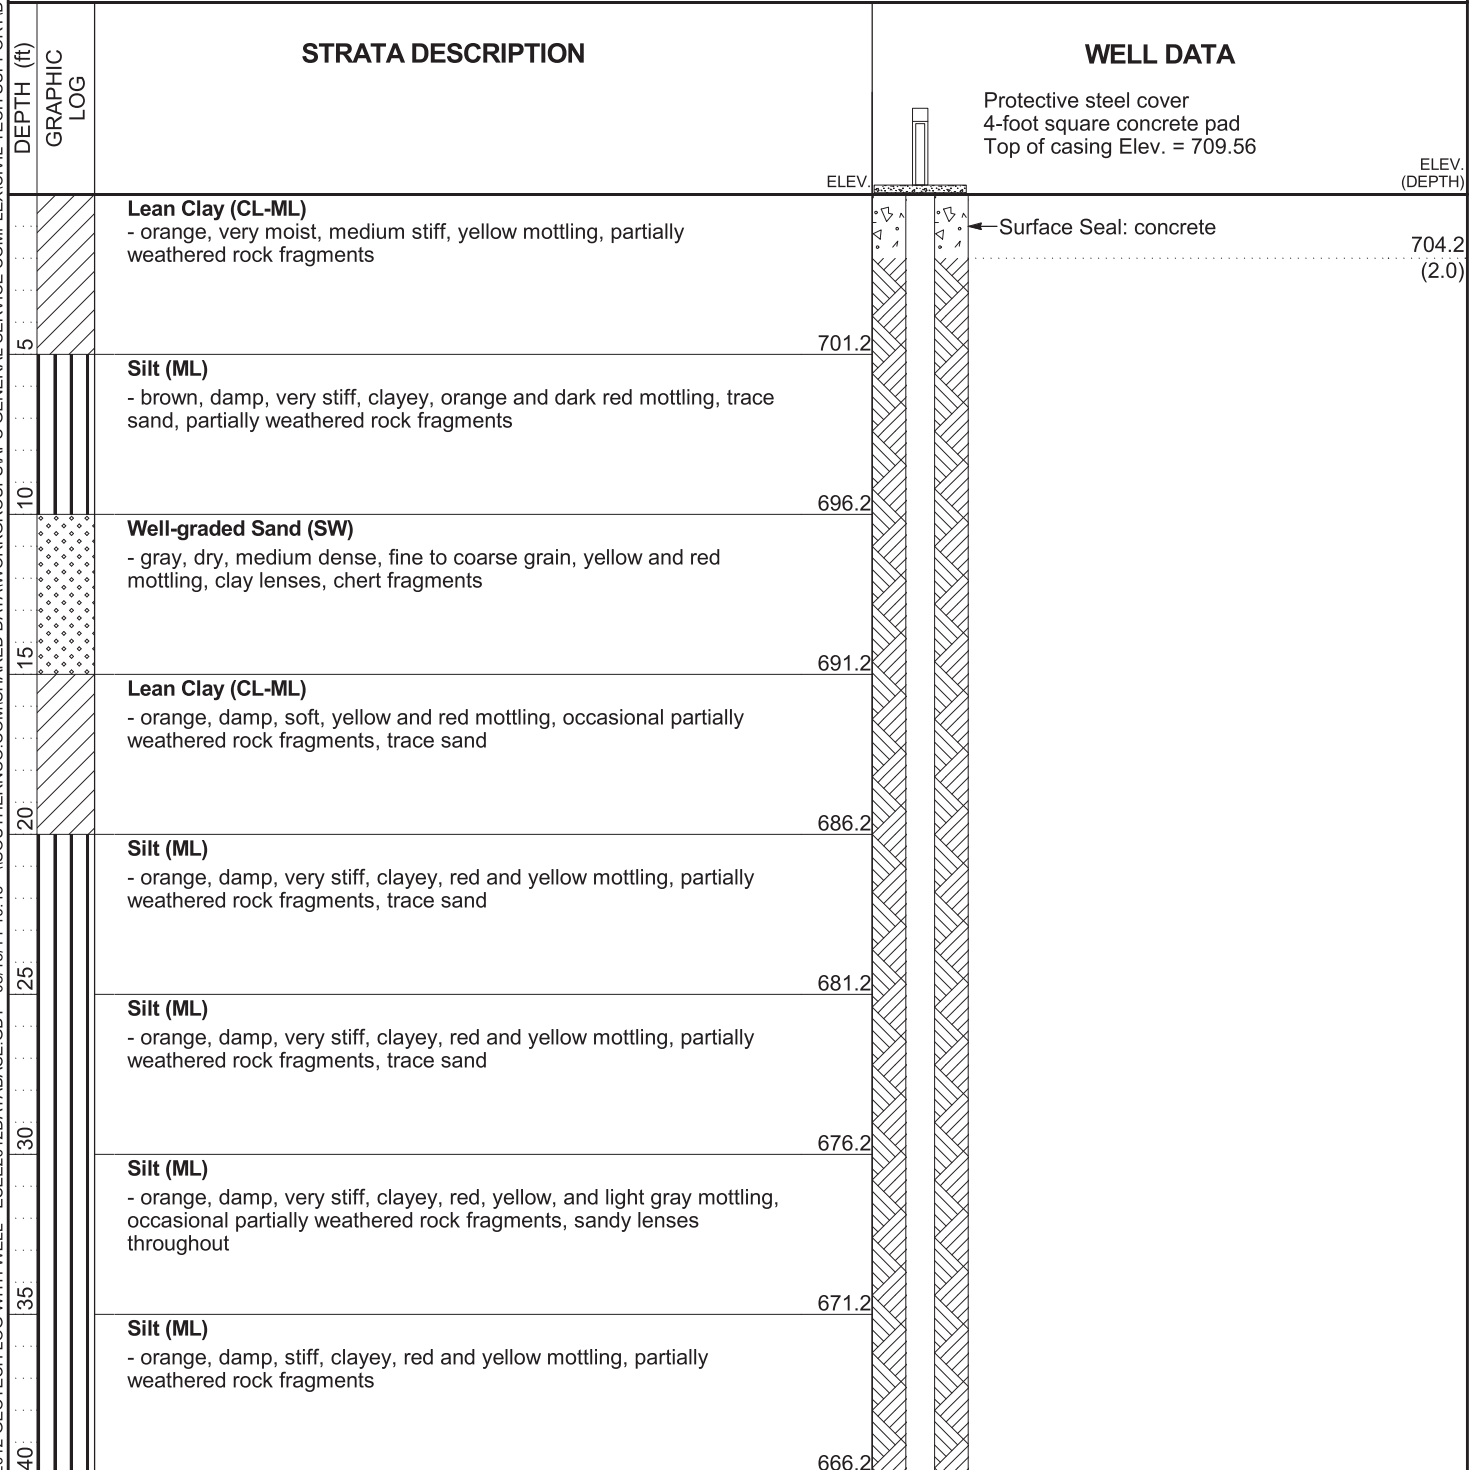 DEPTH (ft)
GRAPHIC
LOG
STRATA DESCRIPTION
ELEV.
WELL DATA
Protective steel cover
4-foot square concrete pad
Top of casing Elev. = 709.56
ELEV.
(DEPTH)
Lean Clay (CL-ML)
- orange, very moist, medium stiff, yellow mottling, partially
weathered rock fragments
Surface Seal: concrete
704.2
(2.0)
5
701.2
Silt (ML)
- brown, damp, very stiff, clayey, orange and dark red mottling, trace
sand, partially weathered rock fragments
10
696.2
Well-graded Sand (SW)
- gray, dry, medium dense, fine to coarse grain, yellow and red
mottling, clay lenses, chert fragments
15
691.2
Lean Clay (CL-ML)
- orange, damp, soft, yellow and red mottling, occasional partially
weathered rock fragments, trace sand
20
686.2
Silt (ML)
- orange, damp, very stiff, clayey, red and yellow mottling, partially
weathered rock fragments, trace sand
25
681.2
Silt (ML)
- orange, damp, very stiff, clayey, red and yellow mottling, partially
weathered rock fragments, trace sand
30
676.2
Silt (ML)
- orange, damp, very stiff, clayey, red, yellow, and light gray mottling,
occasional partially weathered rock fragments, sandy lenses
throughout
35
671.2
Silt (ML)
- orange, damp, stiff, clayey, red and yellow mottling, partially
weathered rock fragments
40
666.2